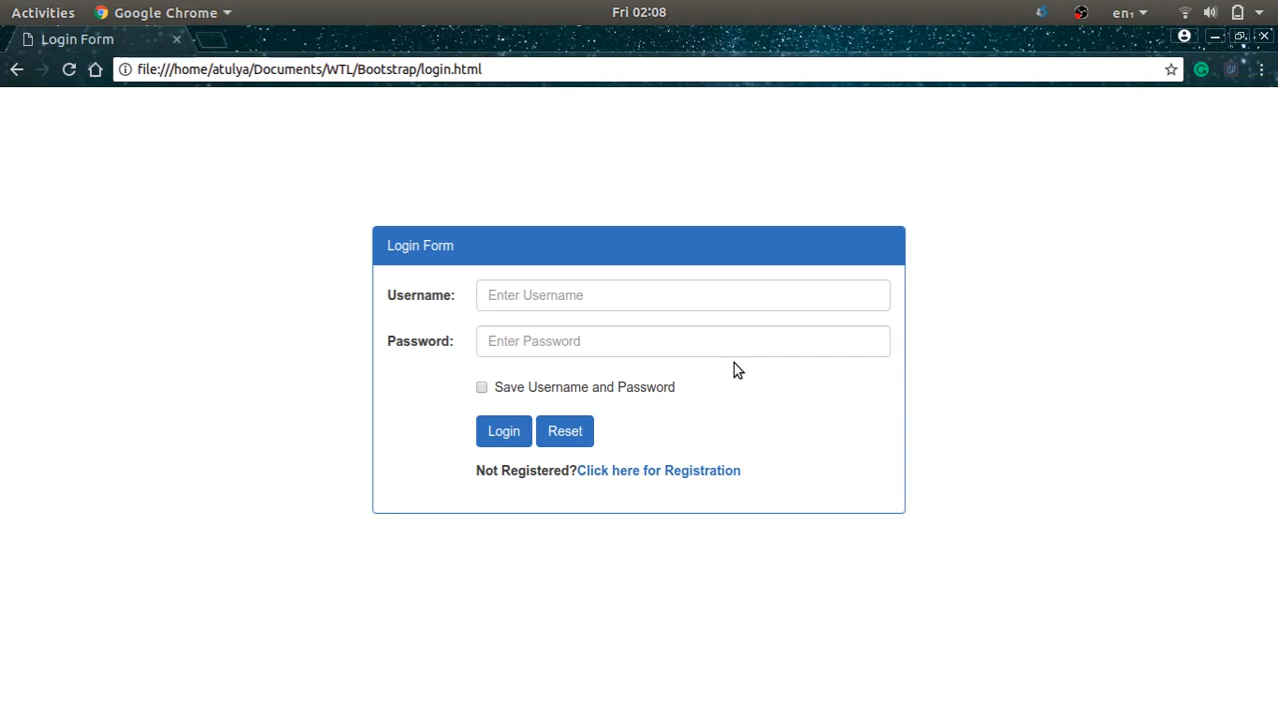 Activities Google Chrome Fri 02:08 en₁
Login Form
file:///home/atulya/Documents/WTL/Bootstrap/login.html
Login Form
Username: Enter Username
Password: Enter Password
Save Username and Password
Login Reset
Not Registered?Click here for Registration